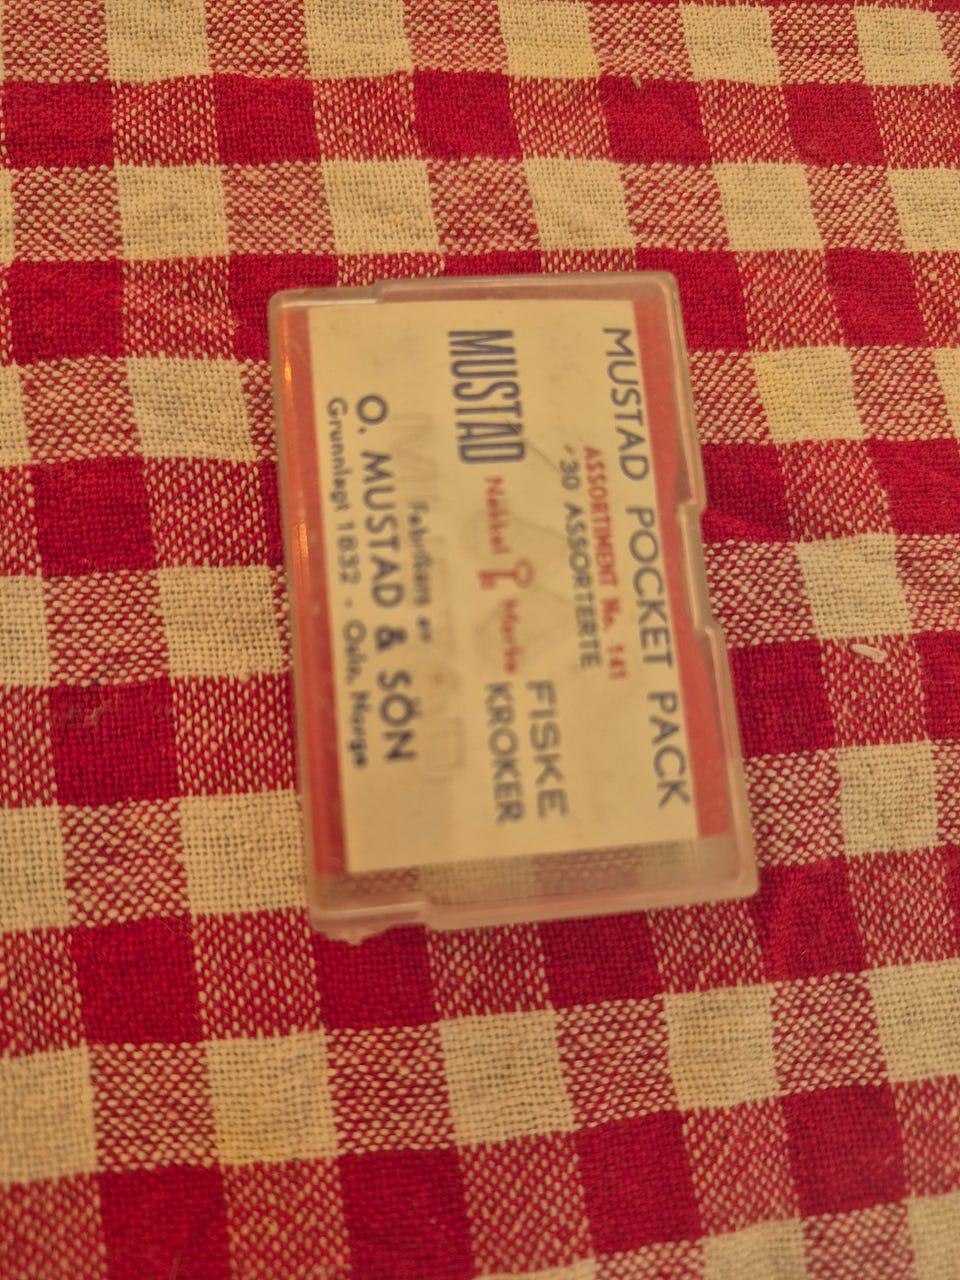 MUSTAD POCKET PACK
ASSORTIMENT No. 141
30 ASSORTERTE
FISKE
KROKER
MUSTAD Nøkkel Merke
Fabrikert av
O. MUSTAD & SÖN
Grunnlagt 1832 - Oslo, Norge